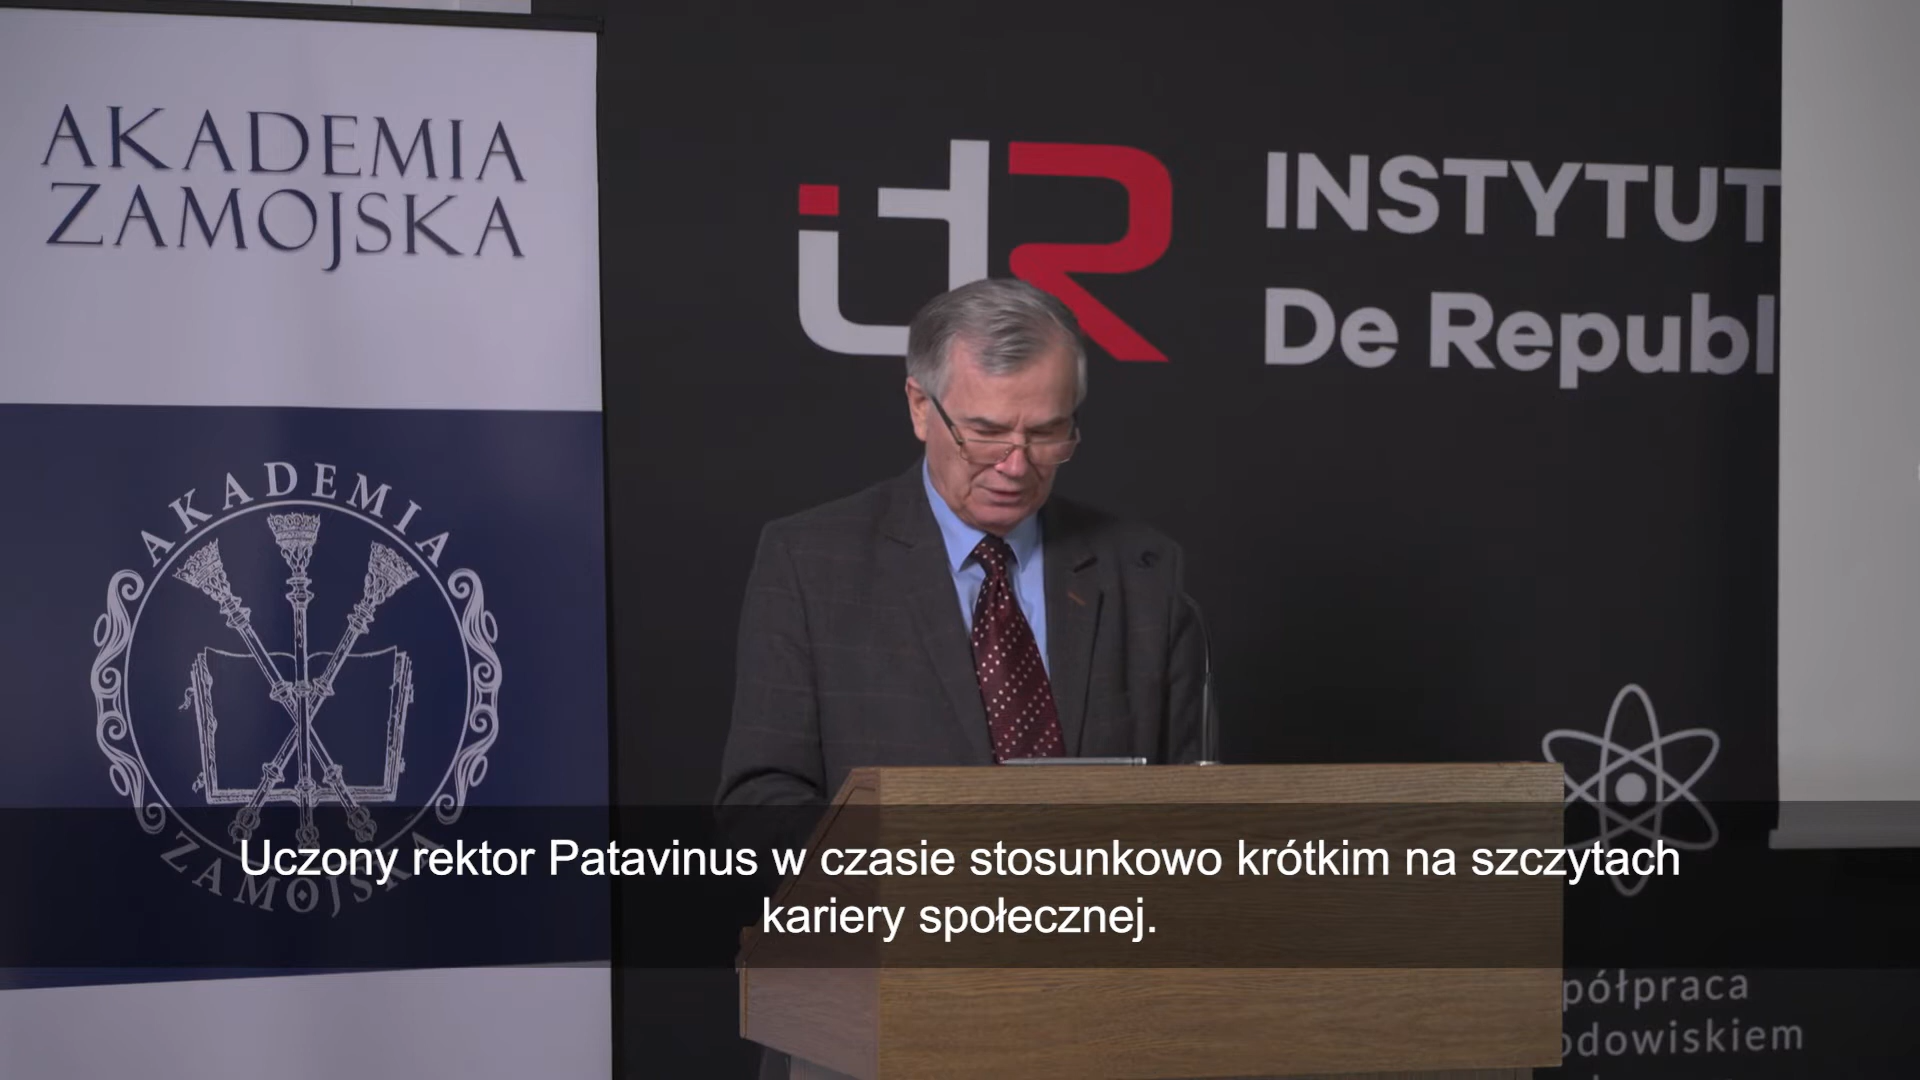 AKADEMIA
ZAMOJSKA
idR
INSTYTUT
De Republ
AKADEMIA
ZAMOJSKA
Uczony rektor Patavinus w czasie stosunkowo krótkim na szczytach
kariery społecznej.
półpraca
odowiskiem